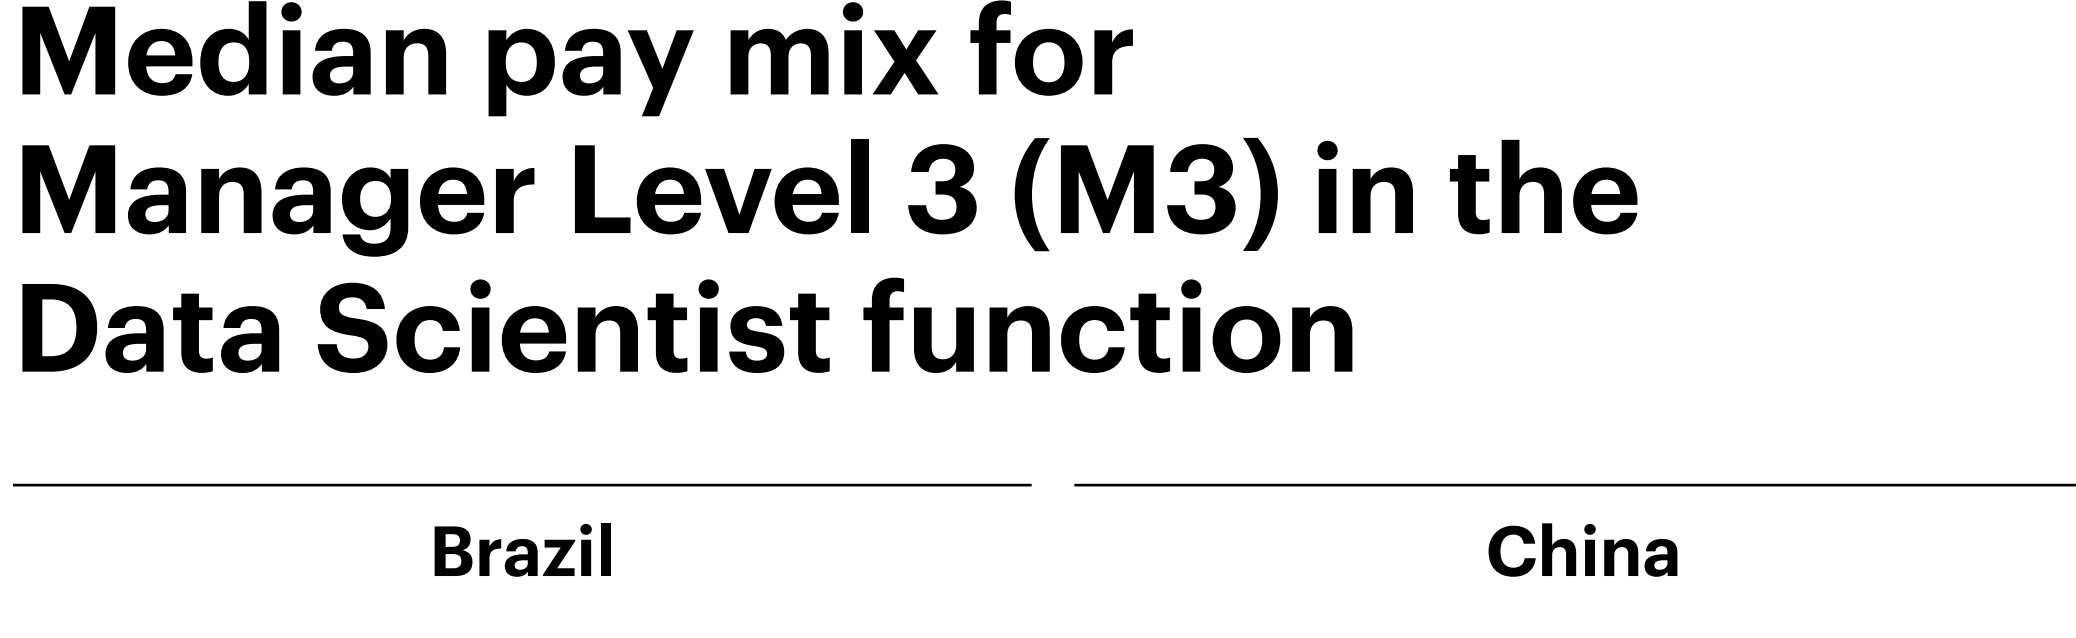 Median pay mix for
Manager Level 3 (M3) in the
Data Scientist function
Brazil
China